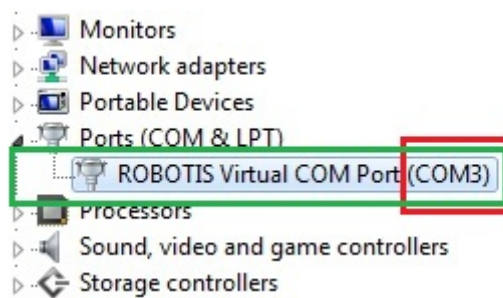 Monitors
Network adapters
Portable Devices
Ports (COM & LPT)
ROBOTIS Virtual COM Port (COM3)
Processors
Sound, video and game controllers
Storage controllers